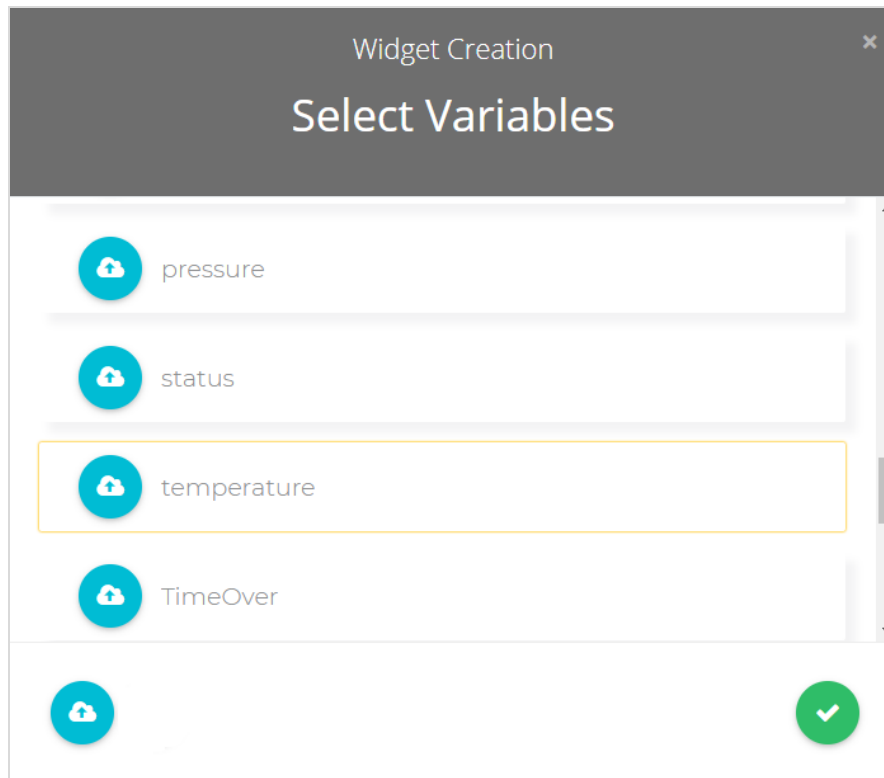 Widget Creation
×
Select Variables
pressure
status
temperature
TimeOver